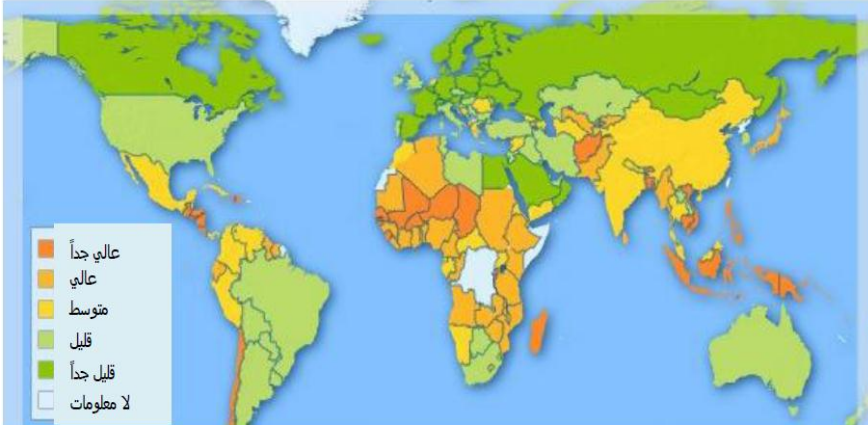 عالي جداً
عالي
متوسط
قليل
قليل جداً
لا معلومات